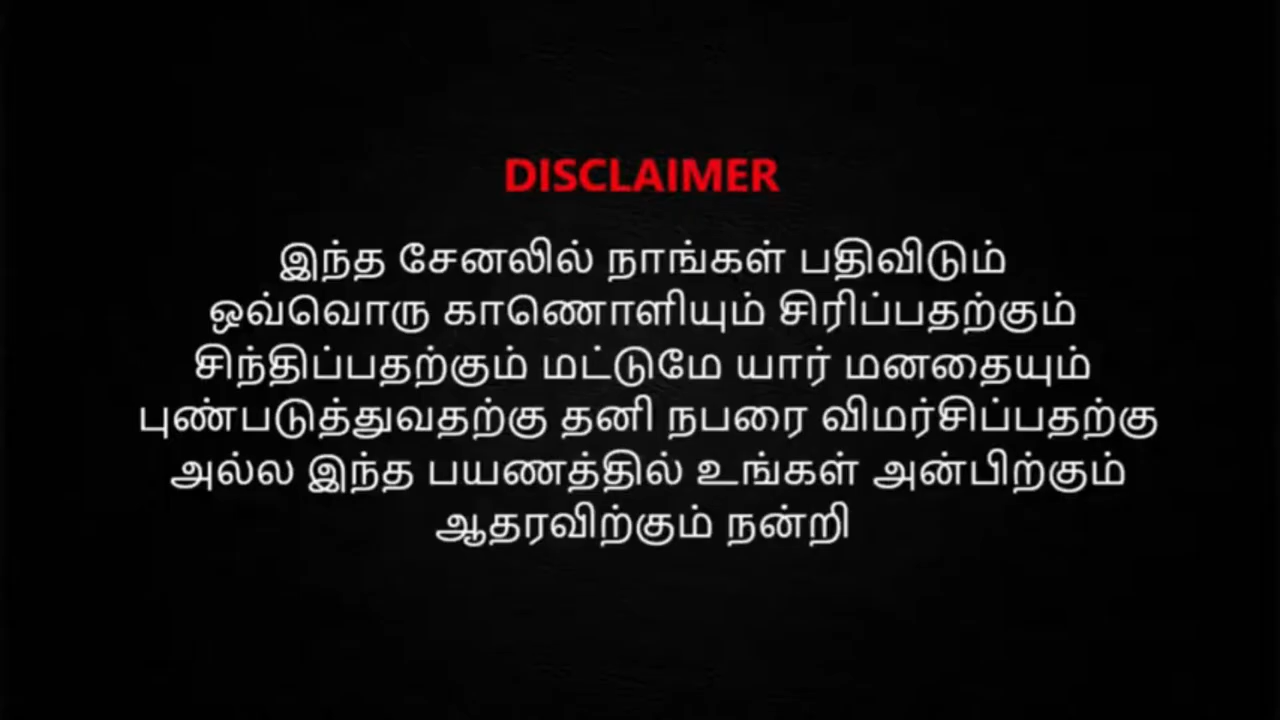 DISCLAIMER
இந்த சேனலில் நாங்கள் பதிவிடும்
ஒவ்வொரு காணொளியும் சிரிப்பதற்கும்
சிந்திப்பதற்கும் மட்டுமே யார் மனதையும்
புண்படுத்துவதற்கு தனி நபரை விமர்சிப்பதற்கு
அல்ல இந்த பயணத்தில் உங்கள் அன்பிற்கும்
ஆதரவிற்கும் நன்றி